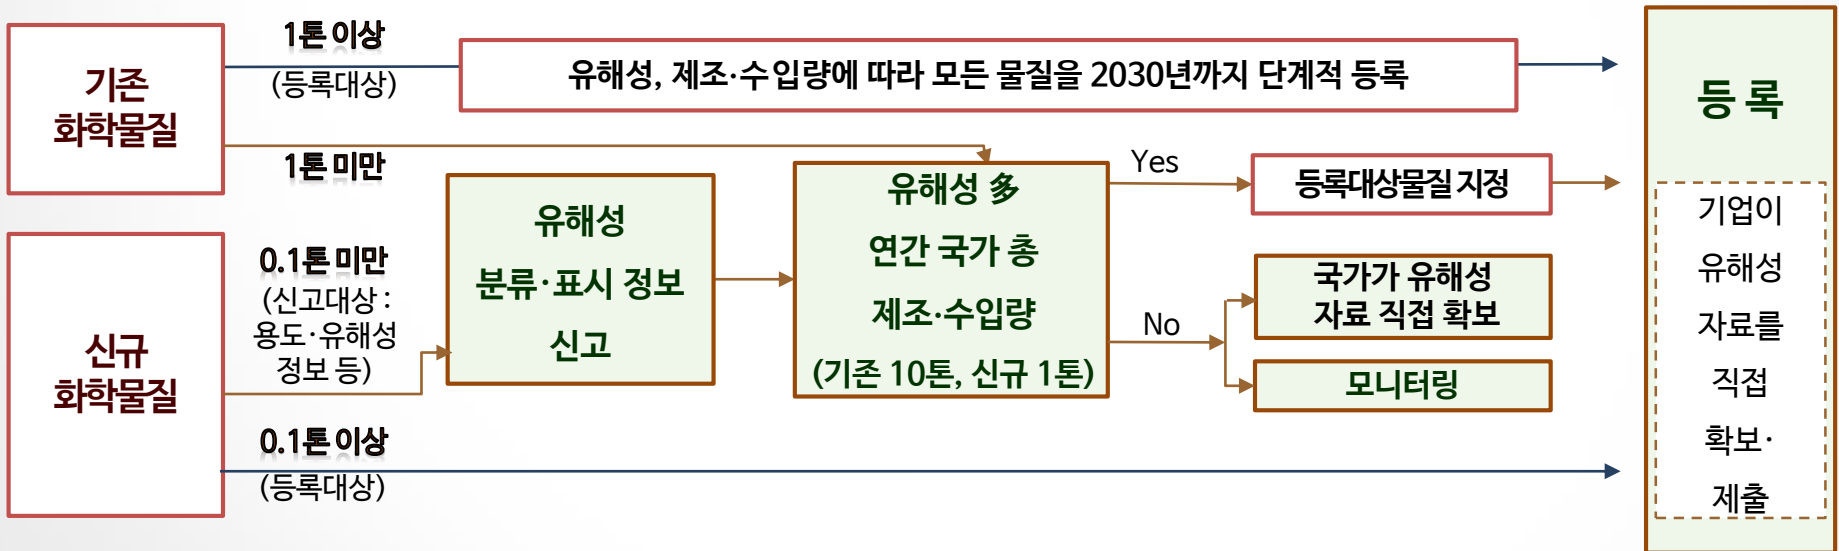 기존
화학물질
1톤 이상
(등록대상)
유해성, 제조·수입량에 따라 모든 물질을 2030년까지 단계적 등록
1톤 미만
신규
화학물질
0.1톤 미만
(신고대상 :
용도·유해성
정보 등)
유해성
분류·표시 정보
신고
유해성 多
연간 국가 총
제조·수입량
(기존 10톤, 신규 1톤)
Yes
등록대상물질 지정
No
국가가 유해성
자료 직접 확보
모니터링
0.1톤 이상
(등록대상)
등 록
기업이
유해성
자료를
직접
확보·
제출